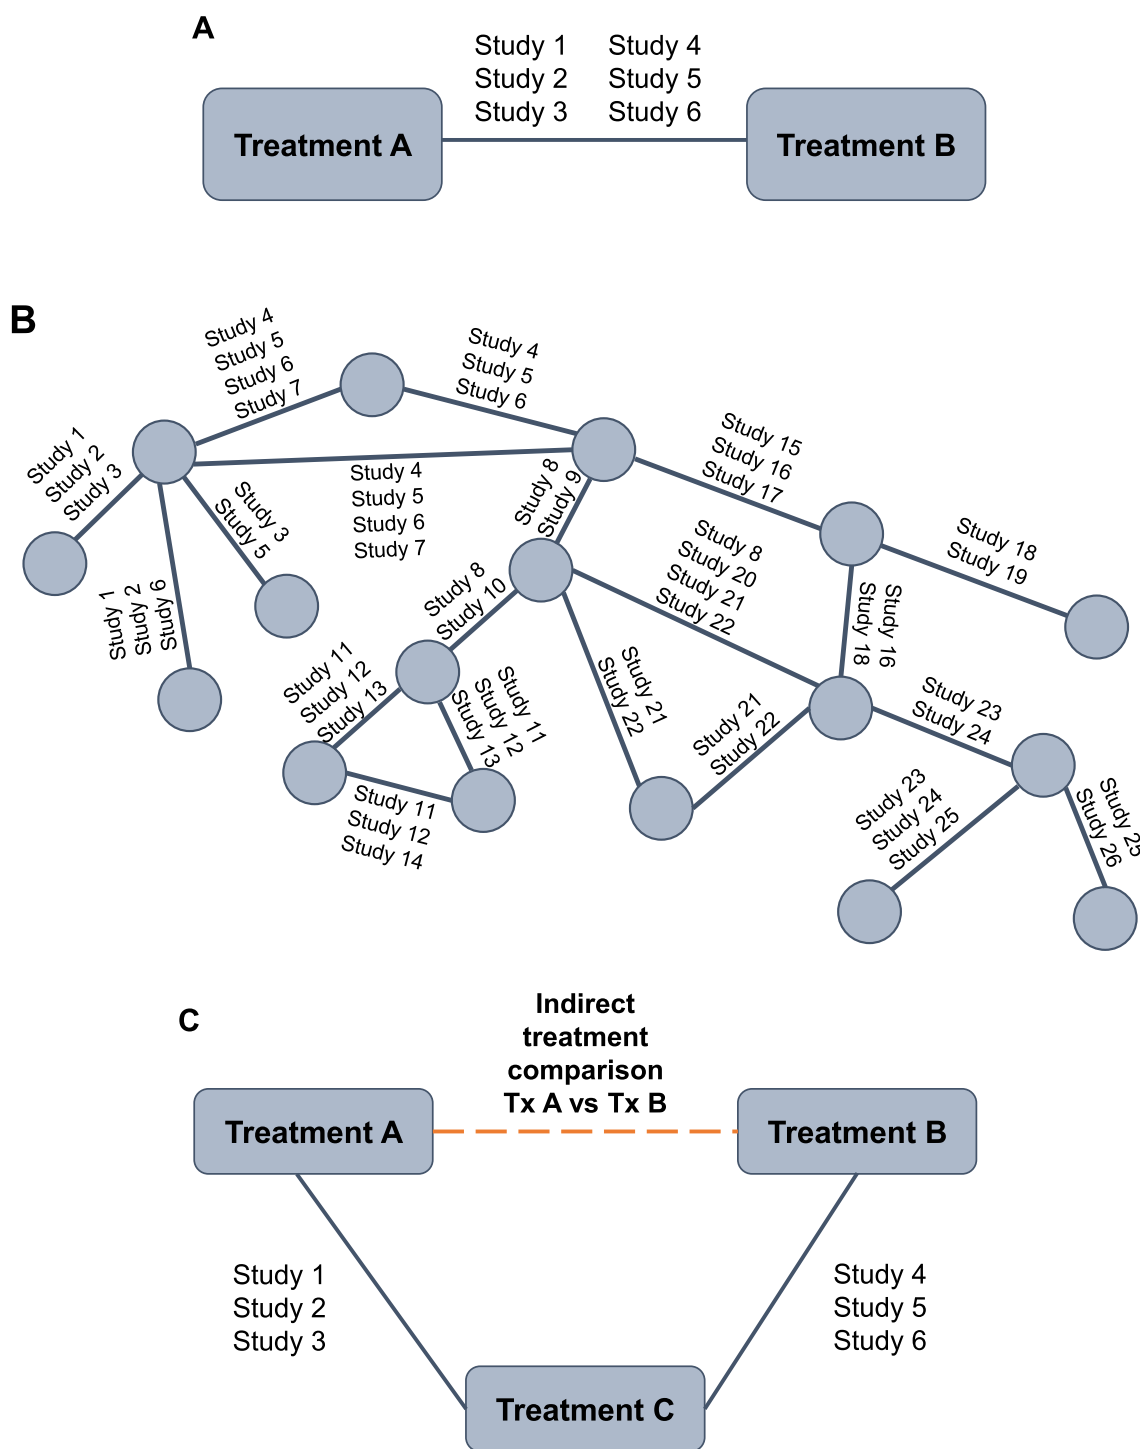 A
Study 1
Study 2
Study 3
Study 4
Study 5
Study 6
Treatment A
Treatment B
B
Study 4
Study 5
Study 6
Study 7
Study 4
Study 5
Study 6
Study 1
Study 2
Study 3
Study 4
Study 5
Study 6
Study 7
Study 3
Study 5
Study 1
Study 2
Study 6
Study 8
Study 9
Study 15
Study 16
Study 17
Study 18
Study 19
Study 8
Study 20
Study 21
Study 22
Study 16
Study 18
Study 8
Study 10
Study 11
Study 12
Study 13
Study 11
Study 12
Study 13
Study 11
Study 12
Study 14
Study 21
Study 22
Study 21
Study 22
Study 23
Study 24
Study 23
Study 24
Study 25
Study 25
Study 26
C
Indirect
treatment
comparison
Tx A vs Tx B
Treatment A
Treatment B
Study 1
Study 2
Study 3
Study 4
Study 5
Study 6
Treatment C